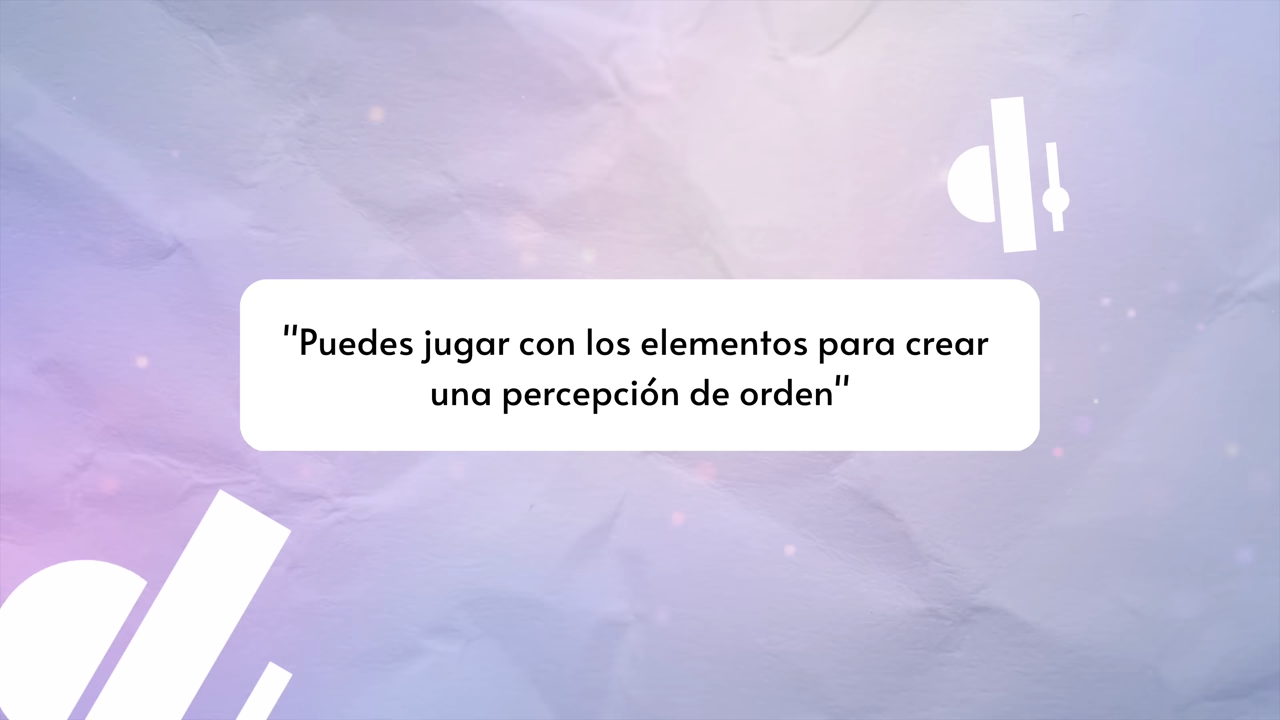 "Puedes jugar con los elementos para crear
una percepción de orden"